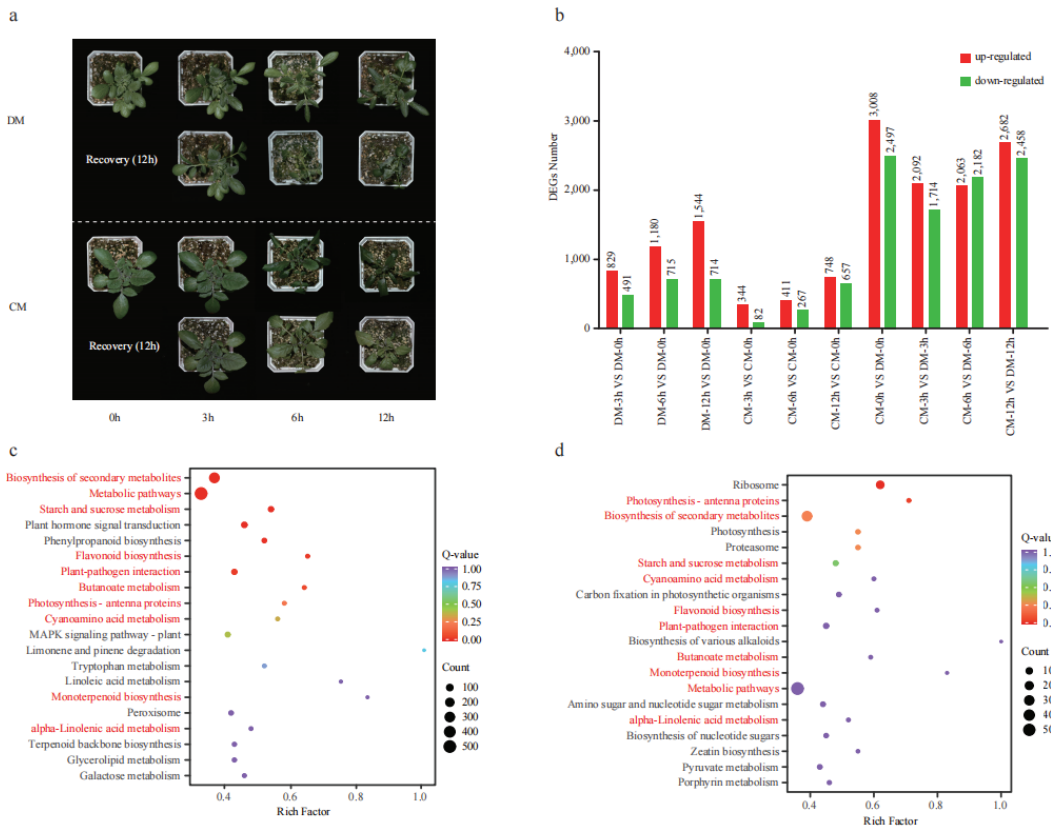 a
DM
Recovery (12h)
CM
Recovery (12h)
0h 3h 6h 12h
b
4,000
3,000
2,000
1,000
0
DEGs Number
up-regulated
down-regulated
829 491 1,180 715 1,544 714 344 82 411 267 748 657 3,008 2,497 2,092 1,714 2,063 2,182 2,682 2,458
DM-3h VS DM-0h
DM-6h VS DM-0h
DM-12h VS DM-0h
CM-3h VS CM-0h
CM-6h VS CM-0h
CM-12h VS CM-0h
CM-0h VS DM-0h
CM-3h VS DM-3h
CM-6h VS DM-6h
CM-12h VS DM-12h
c
Biosynthesis of secondary metabolites
Metabolic pathways
Starch and sucrose metabolism
Plant hormone signal transduction
Phenylpropanoid biosynthesis
Flavonoid biosynthesis
Plant-pathogen interaction
Butanoate metabolism
Photosynthesis - antenna proteins
Cyanoamino acid metabolism
MAPK signaling pathway - plant
Limonene and pinene degradation
Tryptophan metabolism
Linoleic acid metabolism
Monoterpenoid biosynthesis
Peroxisome
alpha-Linolenic acid metabolism
Terpenoid backbone biosynthesis
Glycerolipid metabolism
Galactose metabolism
0.4 0.6 0.8 1.0
Rich Factor
Q-value
1.00
0.75
0.50
0.25
0.00
Count
100
200
300
400
500
d
Ribosome
Photosynthesis - antenna proteins
Biosynthesis of secondary metabolites
Photosynthesis
Proteasome
Starch and sucrose metabolism
Cyanoamino acid metabolism
Carbon fixation in photosynthetic organisms
Flavonoid biosynthesis
Plant-pathogen interaction
Biosynthesis of various alkaloids
Butanoate metabolism
Monoterpenoid biosynthesis
Metabolic pathways
Amino sugar and nucleotide sugar metabolism
alpha-Linolenic acid metabolism
Biosynthesis of nucleotide sugars
Zeatin biosynthesis
Pyruvate metabolism
Porphyrin metabolism
0.4 0.6 0.8 1.0
Rich Factor
Q-value
Count